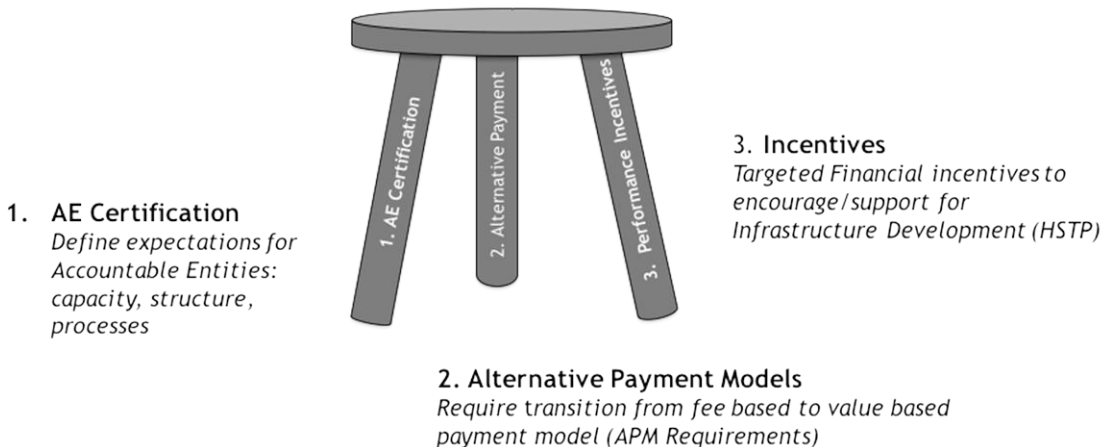 1. AE Certification
2. Alternative Payment
3. Performance Incentives
1. AE Certification
Define expectations for
Accountable Entities:
capacity, structure,
processes
3. Incentives
Targeted Financial incentives to
encourage/support for
Infrastructure Development (HSTP)
2. Alternative Payment Models
Require transition from fee based to value based
payment model (APM Requirements)